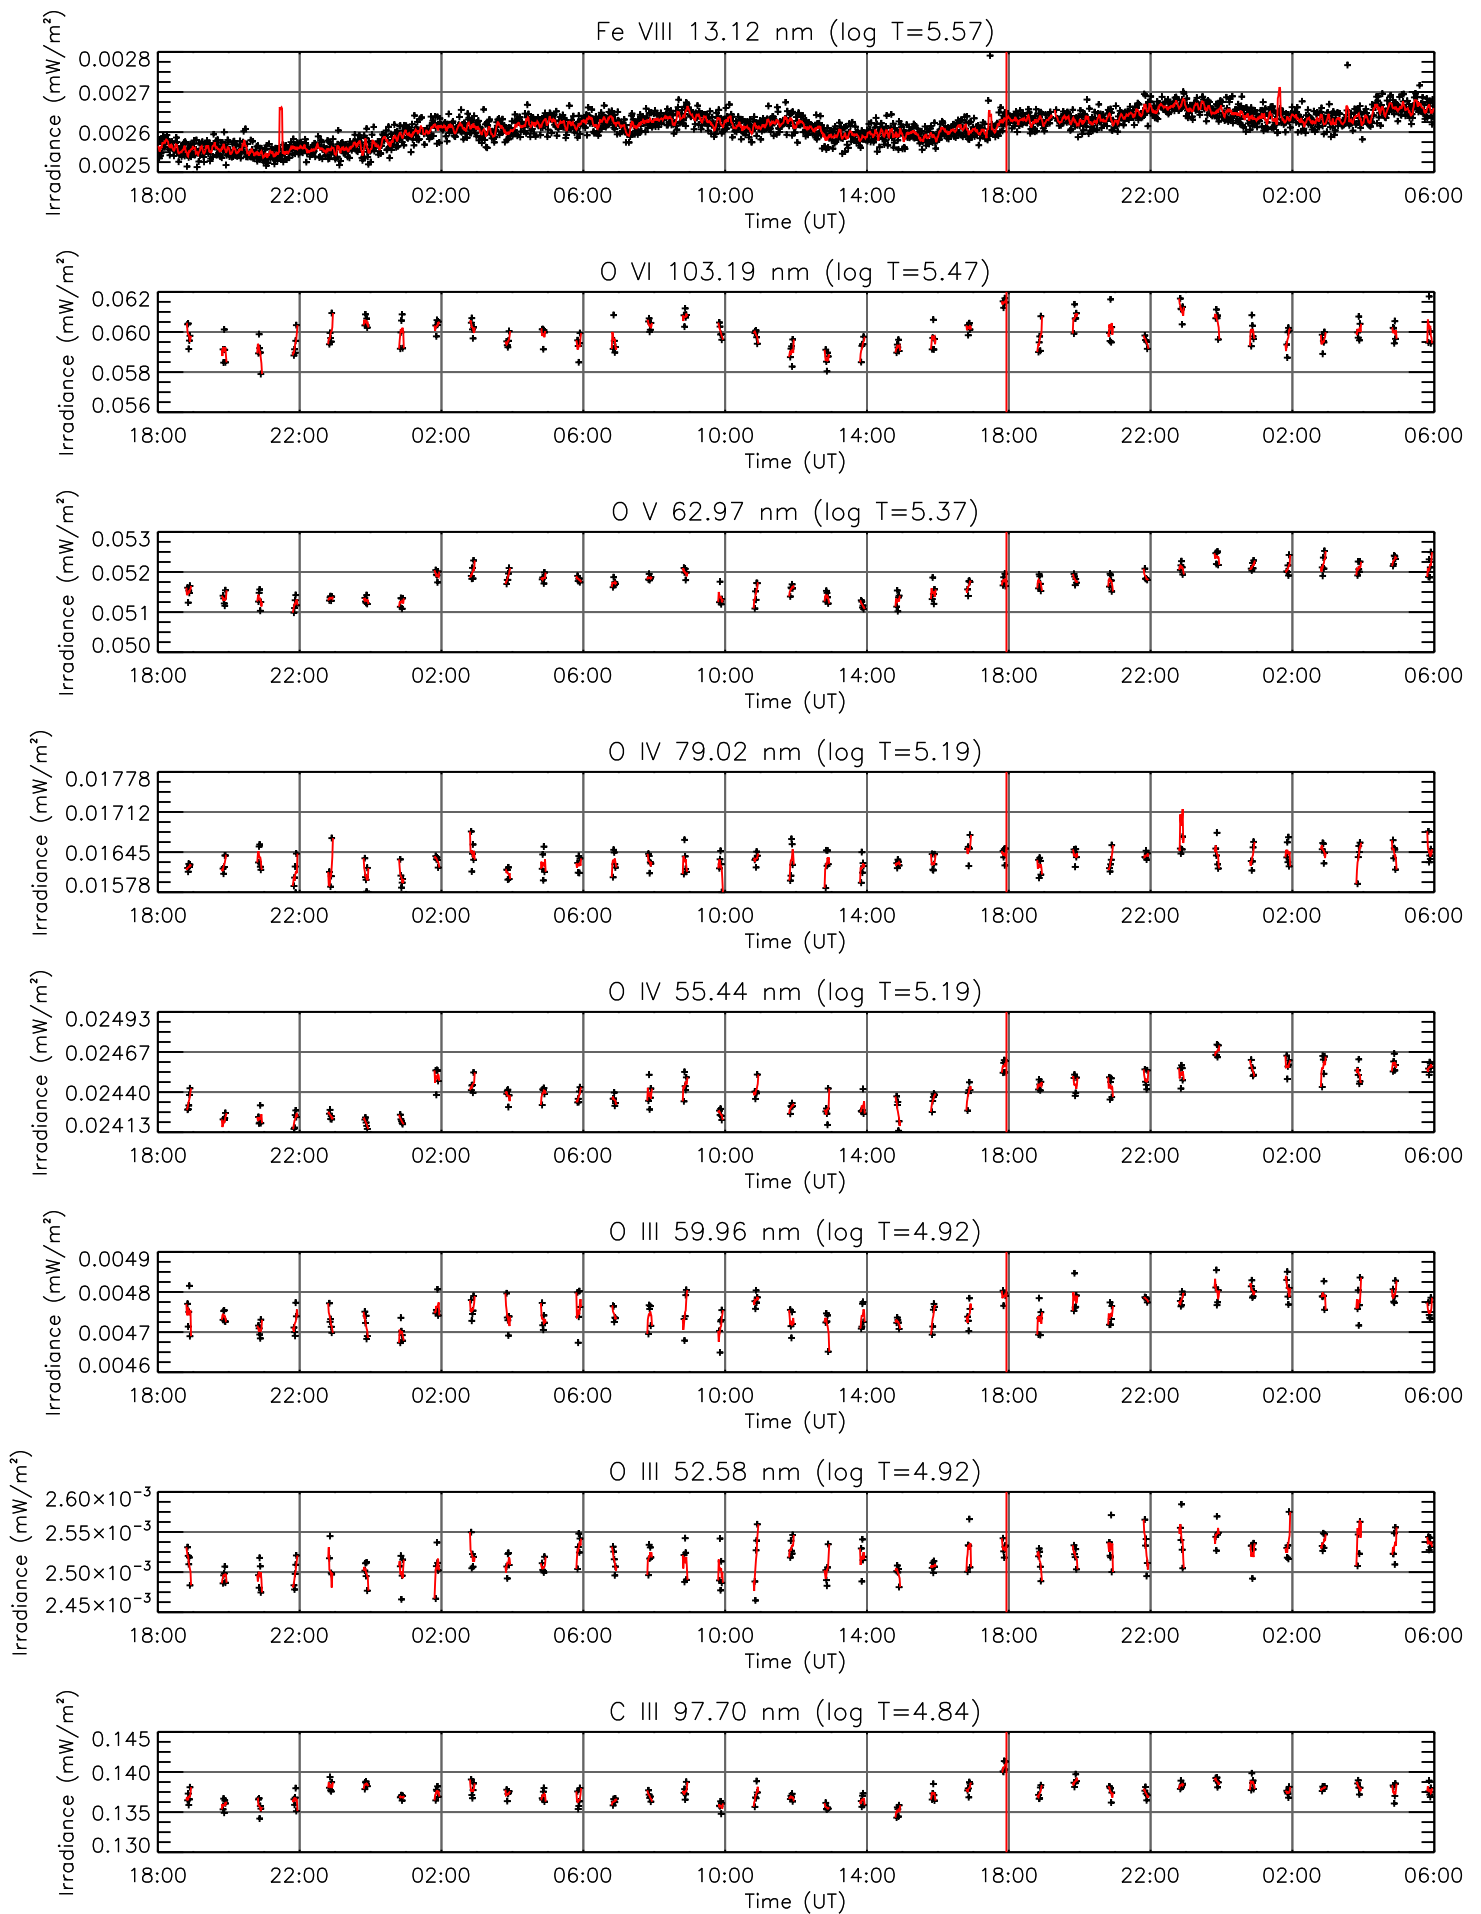 Fe VIII 13.12 nm (log T=5.57)
Irradiance (mW/m²)
0.0028
0.0027
0.0026
0.0025
18:00 22:00 02:00 06:00 10:00 14:00 18:00 22:00 02:00 06:00
Time (UT)
O VI 103.19 nm (log T=5.47)
Irradiance (mW/m²)
0.062
0.060
0.058
0.056
18:00 22:00 02:00 06:00 10:00 14:00 18:00 22:00 02:00 06:00
Time (UT)
O V 62.97 nm (log T=5.37)
Irradiance (mW/m²)
0.053
0.052
0.051
0.050
18:00 22:00 02:00 06:00 10:00 14:00 18:00 22:00 02:00 06:00
Time (UT)
O IV 79.02 nm (log T=5.19)
Irradiance (mW/m²)
0.01778
0.01712
0.01645
0.01578
18:00 22:00 02:00 06:00 10:00 14:00 18:00 22:00 02:00 06:00
Time (UT)
O IV 55.44 nm (log T=5.19)
Irradiance (mW/m²)
0.02493
0.02467
0.02440
0.02413
18:00 22:00 02:00 06:00 10:00 14:00 18:00 22:00 02:00 06:00
Time (UT)
O III 59.96 nm (log T=4.92)
Irradiance (mW/m²)
0.0049
0.0048
0.0047
0.0046
18:00 22:00 02:00 06:00 10:00 14:00 18:00 22:00 02:00 06:00
Time (UT)
O III 52.58 nm (log T=4.92)
Irradiance (mW/m²)
2.60×10⁻³
2.55×10⁻³
2.50×10⁻³
2.45×10⁻³
18:00 22:00 02:00 06:00 10:00 14:00 18:00 22:00 02:00 06:00
Time (UT)
C III 97.70 nm (log T=4.84)
Irradiance (mW/m²)
0.145
0.140
0.135
0.130
18:00 22:00 02:00 06:00 10:00 14:00 18:00 22:00 02:00 06:00
Time (UT)